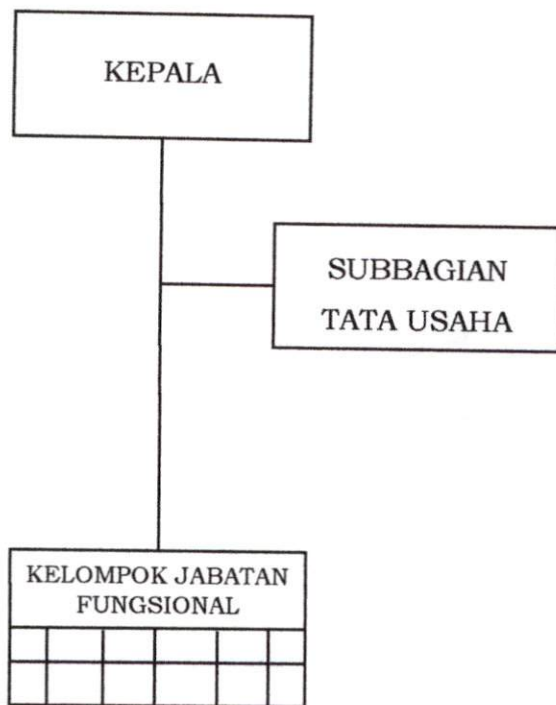 KEPALA
SUBBAGIAN
TATA USAHA
KELOMPOK JABATAN
FUNGSIONAL